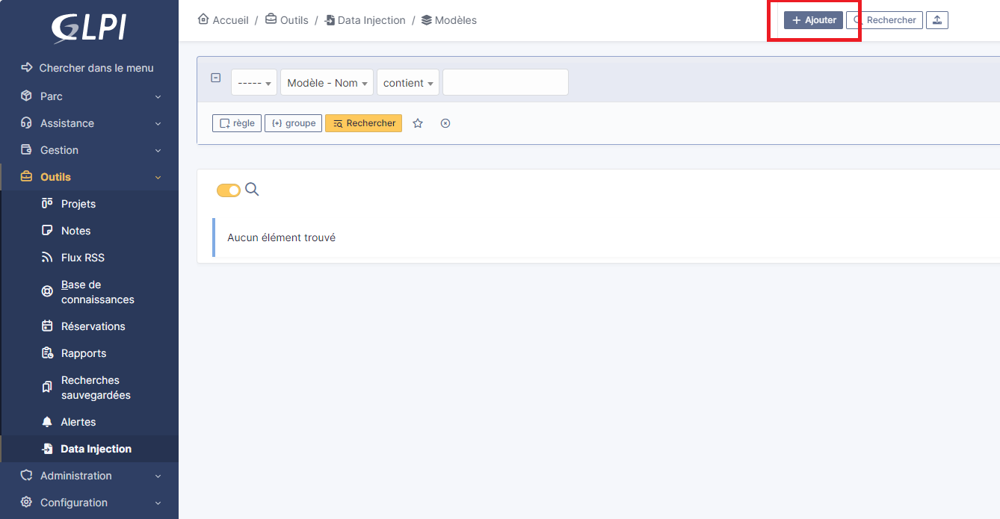 GLPI
Chercher dans le menu
Parc
Assistance
Gestion
Outils
Projets
Notes
Flux RSS
Base de
connaissances
Réservations
Rapports
Recherches
sauvegardées
Alertes
Data Injection
Administration
Configuration
Accueil / Outils / Data Injection / Modèles
+ Ajouter Rechercher
----- Modèle - Nom contient
règle (+) groupe Rechercher
Aucun élément trouvé